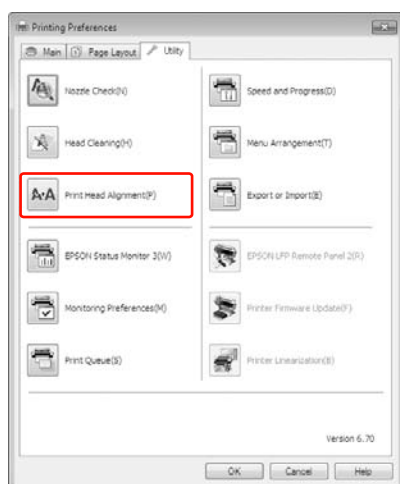 Printing Preferences
Main Page Layout Utility
Nozzle Check(N)
Speed and Progress(D)
Head Cleaning(H)
Menu Arrangement(T)
A·A Print Head Alignment(P)
Export or Import(E)
EPSON Status Monitor 3(W)
EPSON LFP Remote Panel 2(R)
Monitoring Preferences(M)
Printer Firmware Update(F)
Print Queue(S)
Printer Linearization(B)
Version 6.70
OK Cancel Help